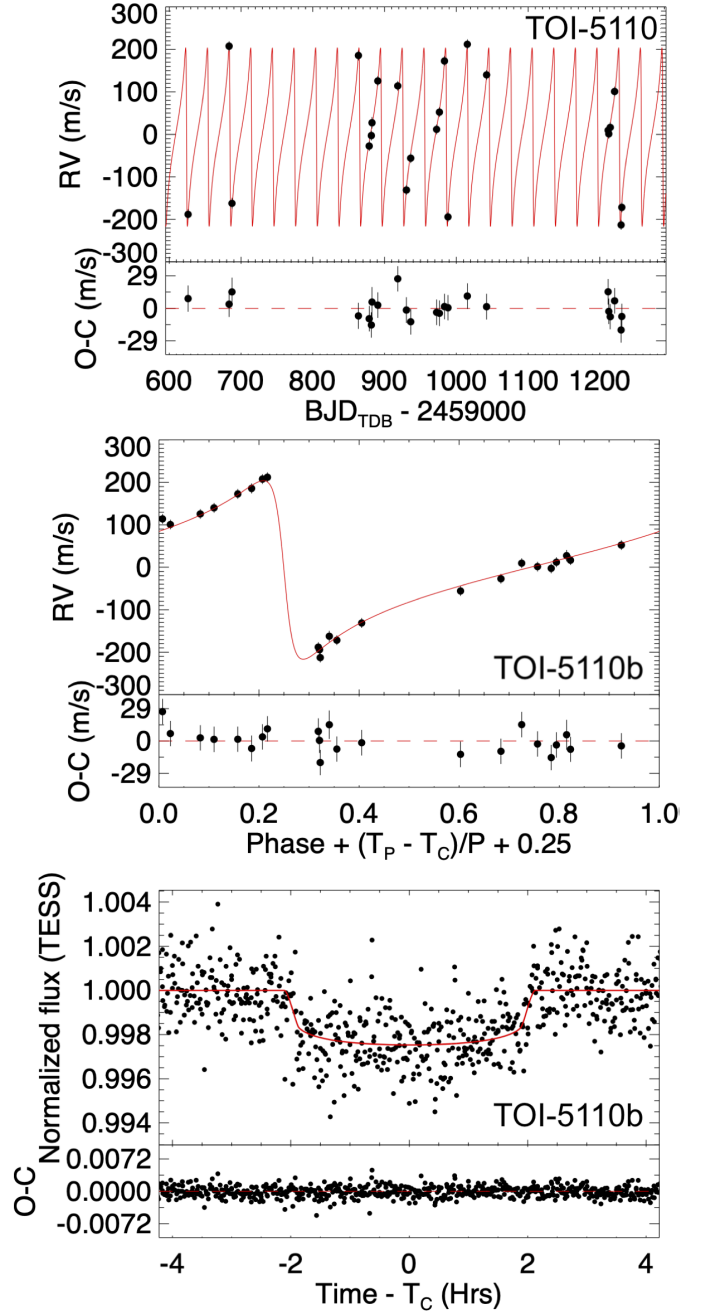 TOI-5110
300
200
100
0
-100
-200
-300
RV (m/s)
29
0
-29
O-C (m/s)
600 700 800 900 1000 1100 1200
BJD_TDB - 2459000
300
200
100
0
-100
-200
-300
RV (m/s)
TOI-5110b
29
0
-29
O-C (m/s)
0.0 0.2 0.4 0.6 0.8 1.0
Phase + (T_P - T_C)/P + 0.25
1.004
1.002
1.000
0.998
0.996
0.994
Normalized flux (TESS)
TOI-5110b
0.0072
0.0000
-0.0072
O-C
-4 -2 0 2 4
Time - T_C (Hrs)